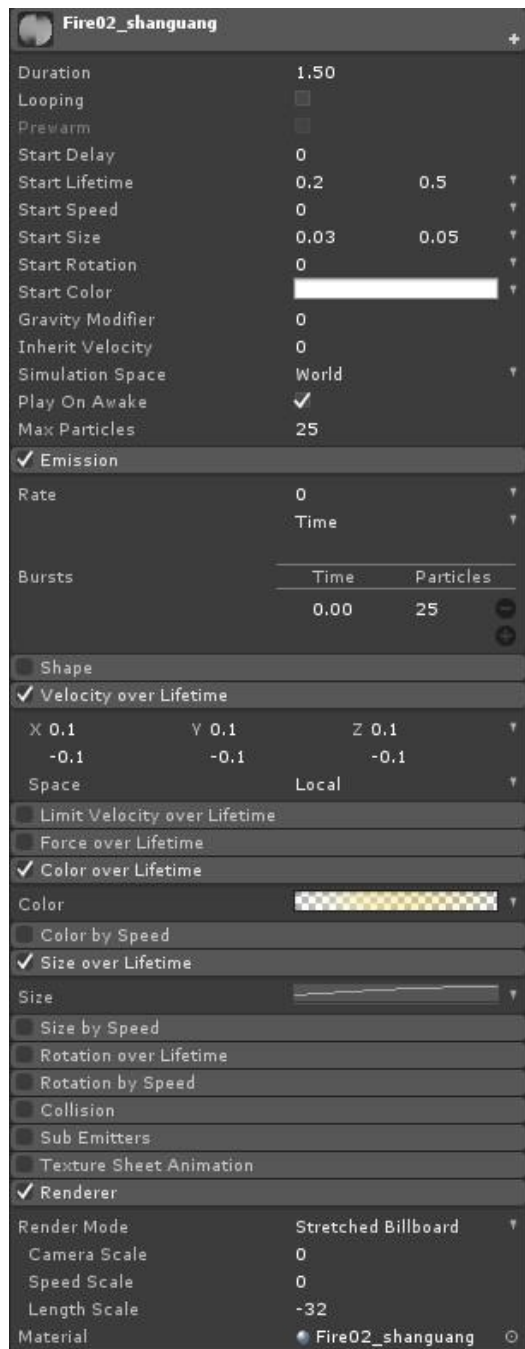 Fire02_shanguang
Duration 1.50
Looping
Prewarm
Start Delay 0
Start Lifetime 0.2 0.5
Start Speed 0
Start Size 0.03 0.05
Start Rotation 0
Start Color
Gravity Modifier 0
Inherit Velocity 0
Simulation Space World
Play On Awake
Max Particles 25
Emission
Rate 0
Time
Bursts Time Particles
0.00 25
Shape
Velocity over Lifetime
X 0.1 Y 0.1 Z 0.1
-0.1 -0.1 -0.1
Space Local
Limit Velocity over Lifetime
Force over Lifetime
Color over Lifetime
Color
Color by Speed
Size over Lifetime
Size
Size by Speed
Rotation over Lifetime
Rotation by Speed
Collision
Sub Emitters
Texture Sheet Animation
Renderer
Render Mode Stretched Billboard
Camera Scale 0
Speed Scale 0
Length Scale -32
Material Fire02_shanguang